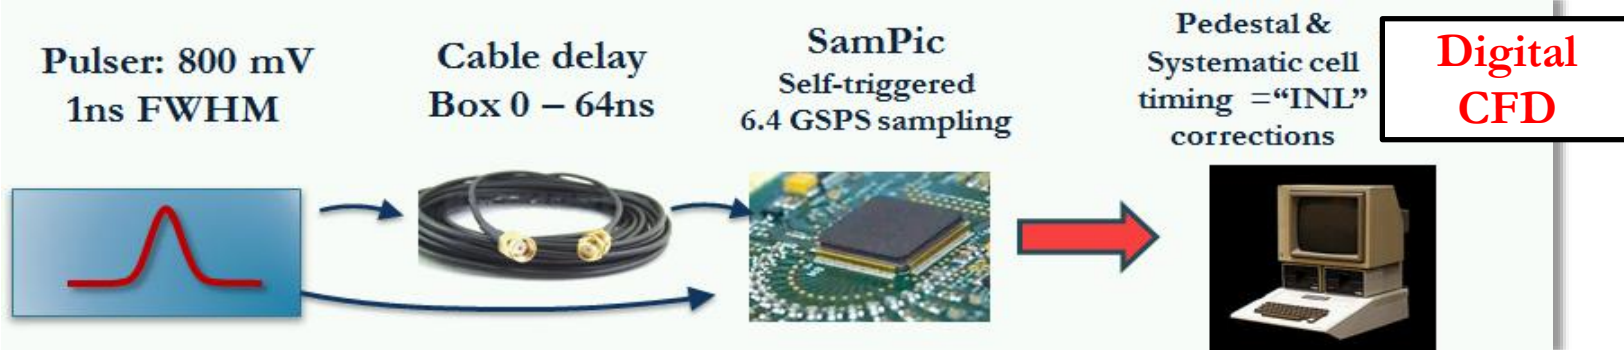 Pulser: 800 mV
1ns FWHM
Cable delay
Box 0 – 64ns
SamPic
Self-triggered
6.4 GSPS sampling
Pedestal &
Systematic cell
timing ="INL"
corrections
Digital
CFD